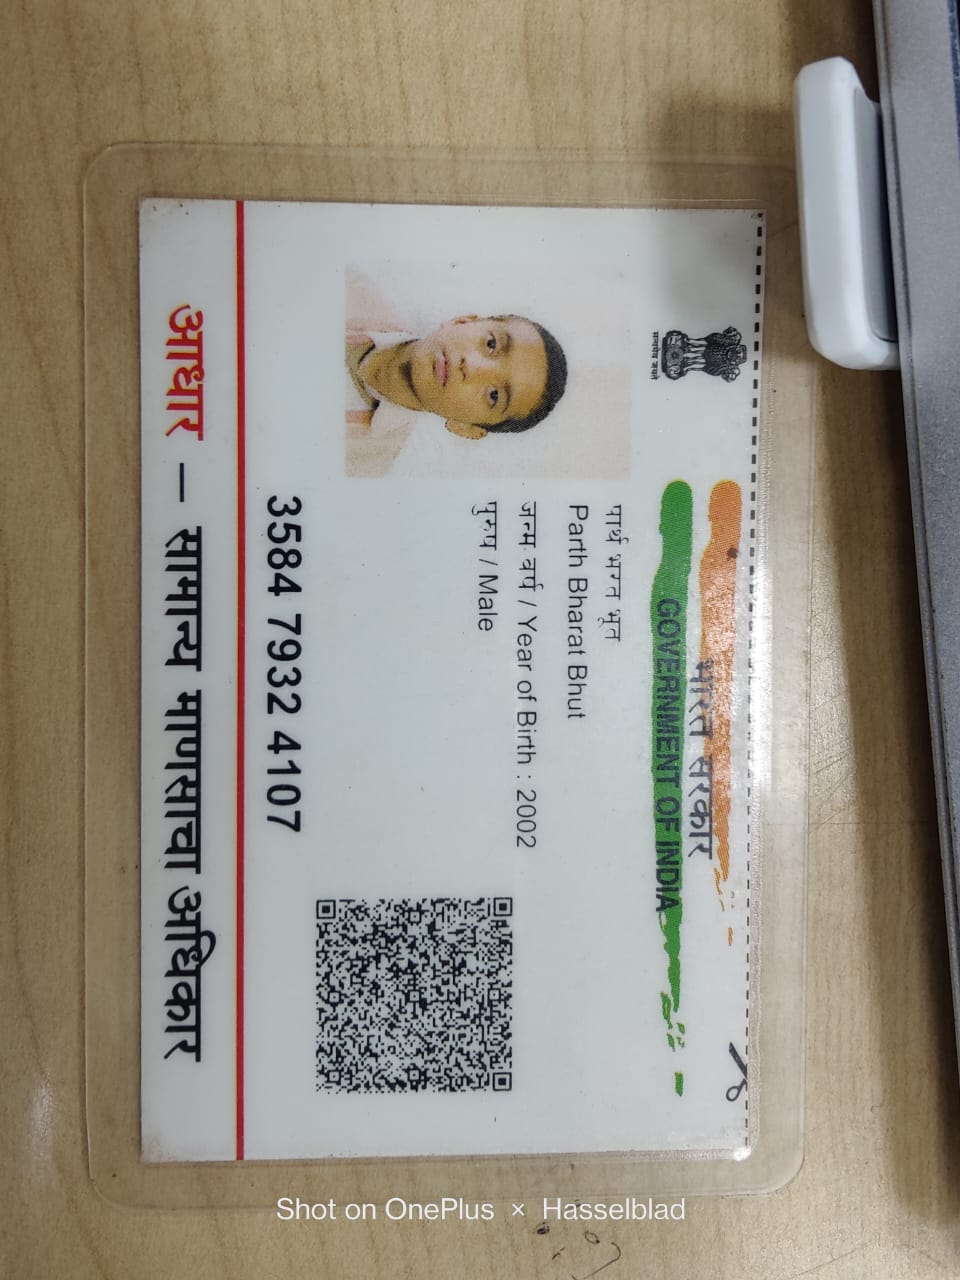 सत्यमेव जयते
भारत सरकार
GOVERNMENT OF INDIA
पार्थ भरत भूत
Parth Bharat Bhut
जन्म वर्ष / Year of Birth : 2002
पुरुष / Male
3584 7932 4107
आधार — सामान्य माणसाचा अधिकार
Shot on OnePlus × Hasselblad